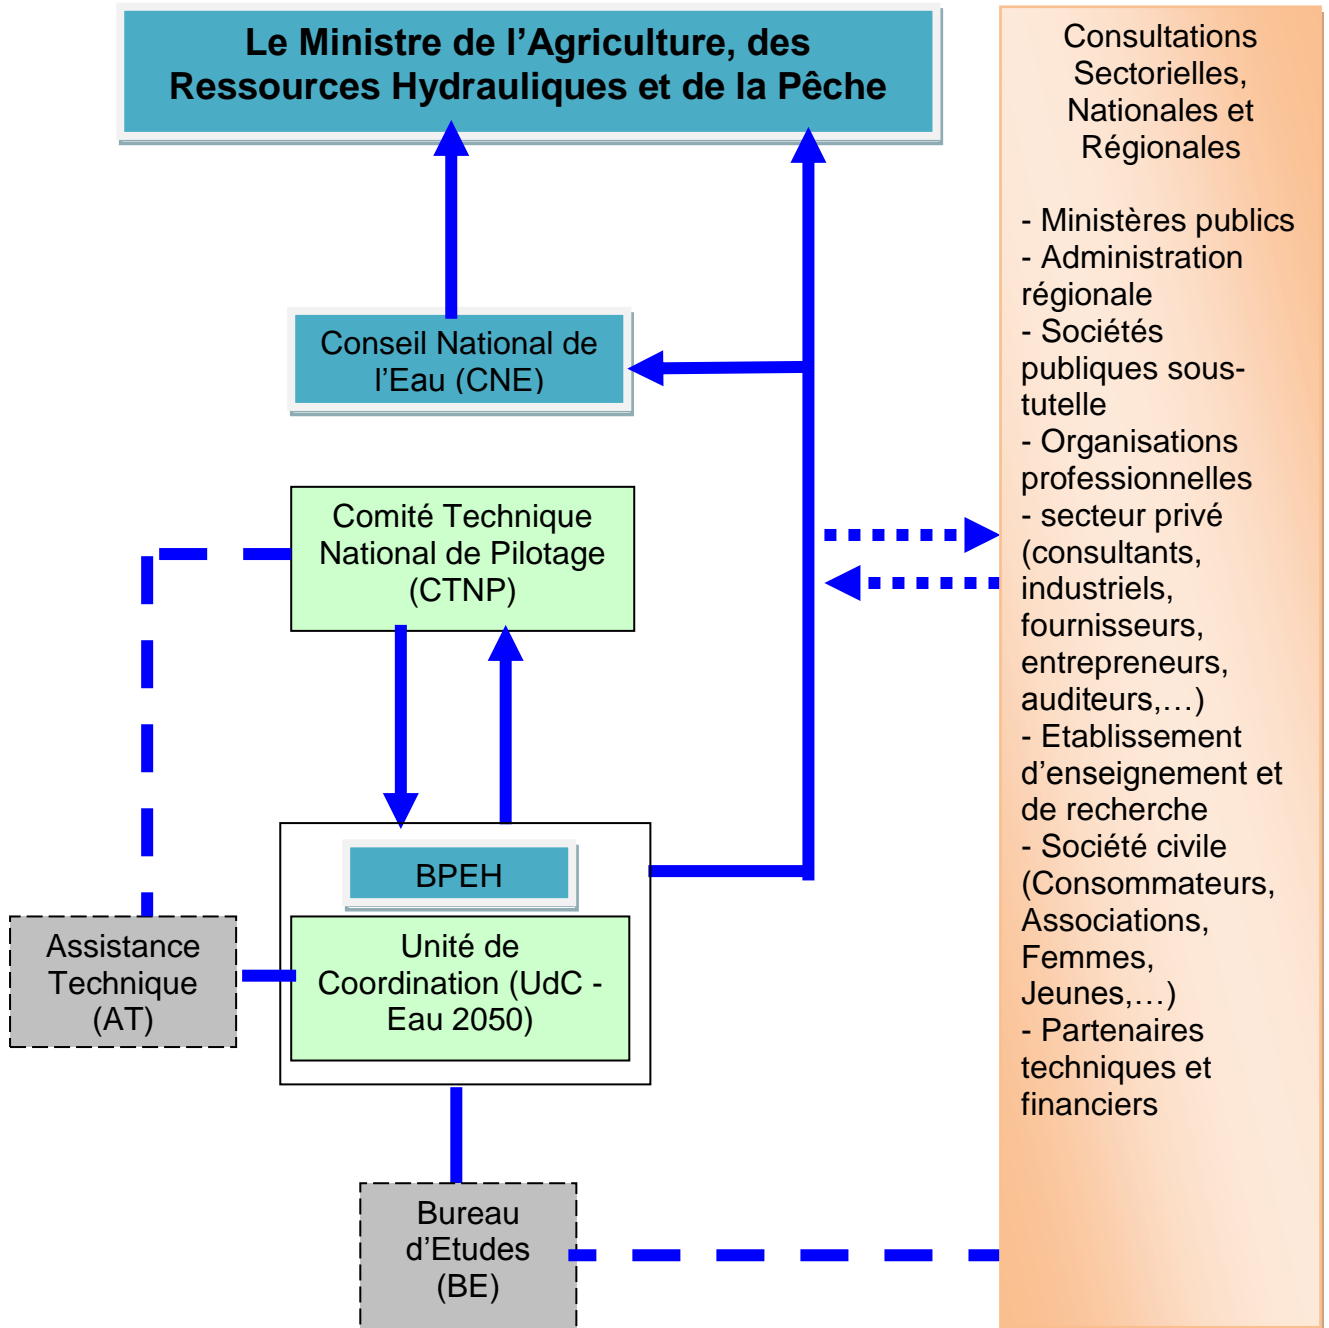 Le Ministre de l’Agriculture, des
Ressources Hydrauliques et de la Pêche
Conseil National de
l’Eau (CNE)
Comité Technique
National de Pilotage
(CTNP)
BPEH
Unité de
Coordination (UdC -
Eau 2050)
Assistance
Technique
(AT)
Bureau
d’Etudes
(BE)
Consultations
Sectorielles,
Nationales et
Régionales
- Ministères publics
- Administration
régionale
- Sociétés
publiques sous-
tutelle
- Organisations
professionnelles
- secteur privé
(consultants,
industriels,
fournisseurs,
entrepreneurs,
auditeurs,…)
- Etablissement
d’enseignement et
de recherche
- Société civile
(Consommateurs,
Associations,
Femmes,
Jeunes,…)
- Partenaires
techniques et
financiers